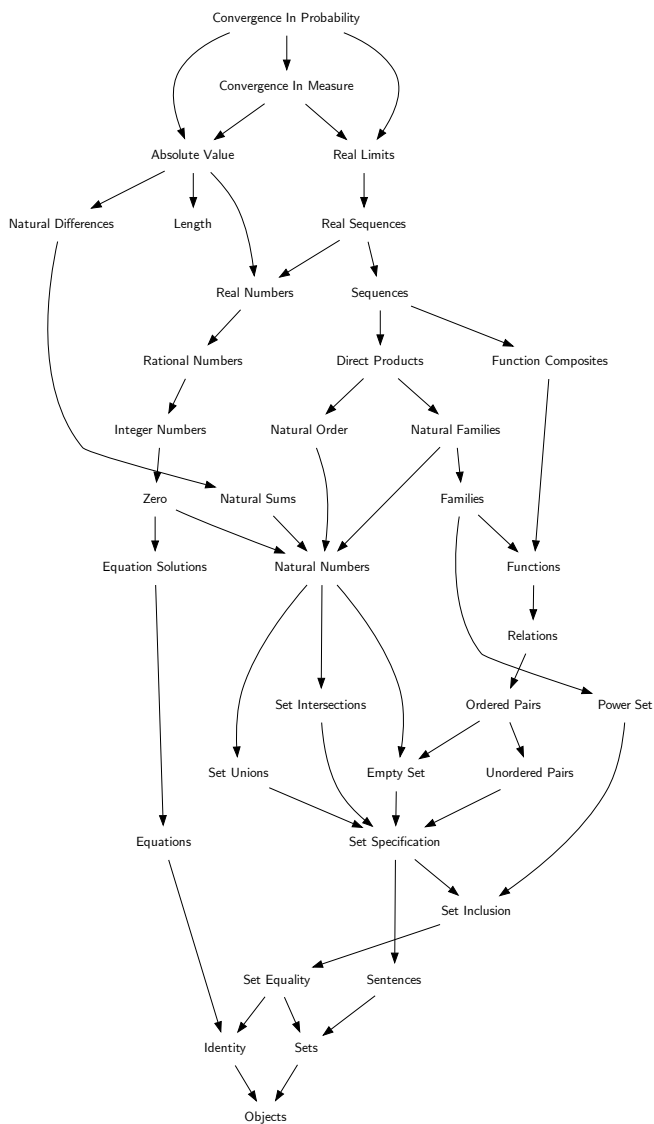 Convergence In Probability
Convergence In Measure
Absolute Value
Real Limits
Natural Differences
Length
Real Sequences
Real Numbers
Sequences
Rational Numbers
Direct Products
Function Composites
Integer Numbers
Natural Order
Natural Families
Zero
Natural Sums
Families
Equation Solutions
Natural Numbers
Functions
Relations
Set Intersections
Ordered Pairs
Power Set
Set Unions
Empty Set
Unordered Pairs
Equations
Set Specification
Set Inclusion
Set Equality
Sentences
Identity
Sets
Objects